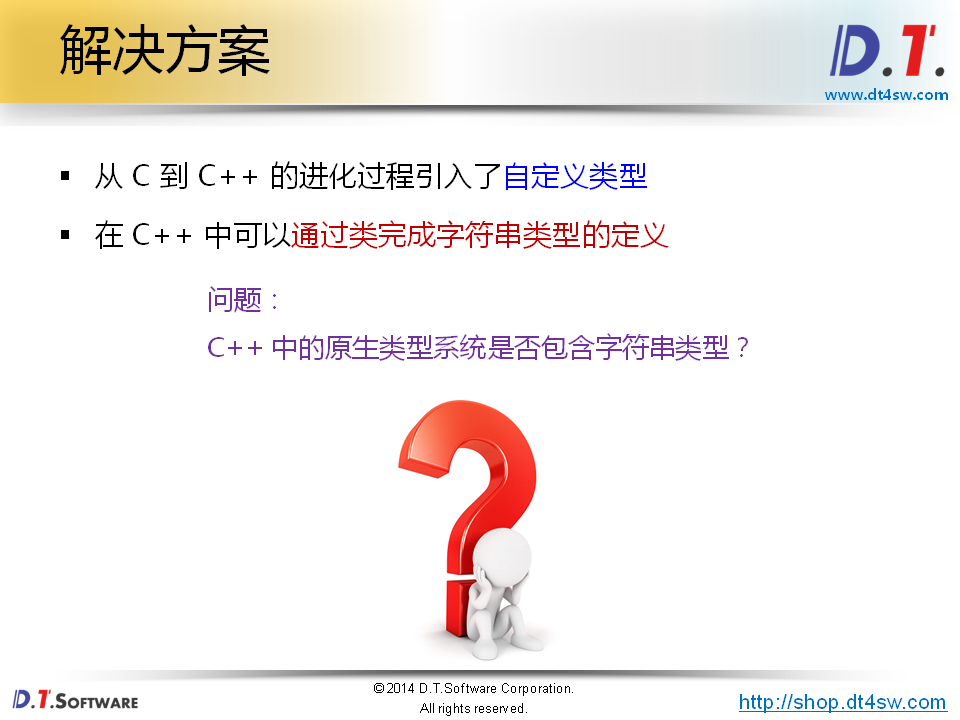 解决方案
D.T.
www.dt4sw.com
▪ 从 C 到 C++ 的进化过程引入了自定义类型
▪ 在 C++ 中可以通过类完成字符串类型的定义
问题：
C++ 中的原生类型系统是否包含字符串类型？
D.T.SOFTWARE
©2014 D.T.Software Corporation.
All rights reserved.
http://shop.dt4sw.com